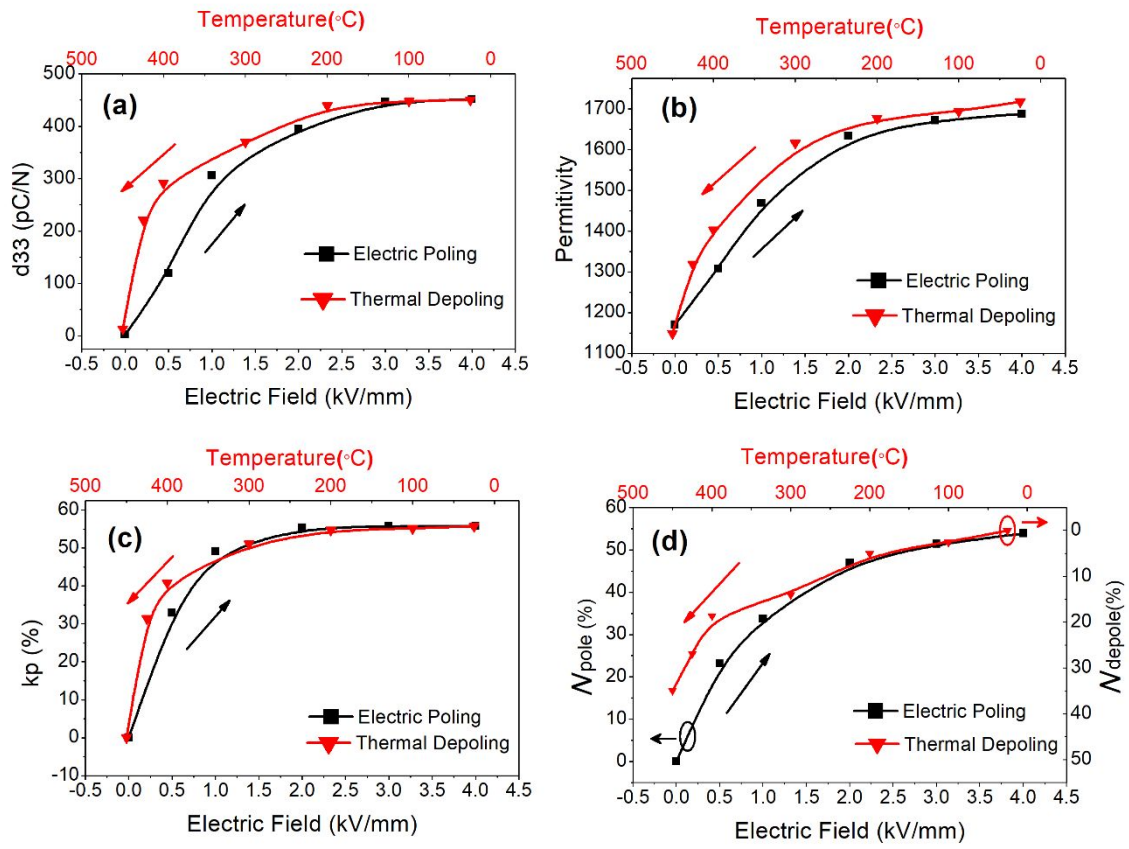 Temperature(°C)
500 400 300 200 100 0
500
400
300
200
100
0
d33 (pC/N)
(a)
Electric Poling
Thermal Depoling
-0.5 0.0 0.5 1.0 1.5 2.0 2.5 3.0 3.5 4.0 4.5
Electric Field (kV/mm)
Temperature(°C)
500 400 300 200 100 0
1700
1600
1500
1400
1300
1200
1100
Permitivity
(b)
Electric Poling
Thermal Depoling
-0.5 0.0 0.5 1.0 1.5 2.0 2.5 3.0 3.5 4.0 4.5
Electric Field (kV/mm)
Temperature(°C)
500 400 300 200 100 0
60
50
40
30
20
10
0
-10
kp (%)
(c)
Electric Poling
Thermal Depoling
-0.5 0.0 0.5 1.0 1.5 2.0 2.5 3.0 3.5 4.0 4.5
Electric Field (kV/mm)
Temperature(°C)
500 400 300 200 100 0
60
50
40
30
20
10
0
Npole (%)
(d)
Electric Poling
Thermal Depoling
0
10
20
30
40
50
Ndepole(%)
-0.5 0.0 0.5 1.0 1.5 2.0 2.5 3.0 3.5 4.0 4.5
Electric Field (kV/mm)